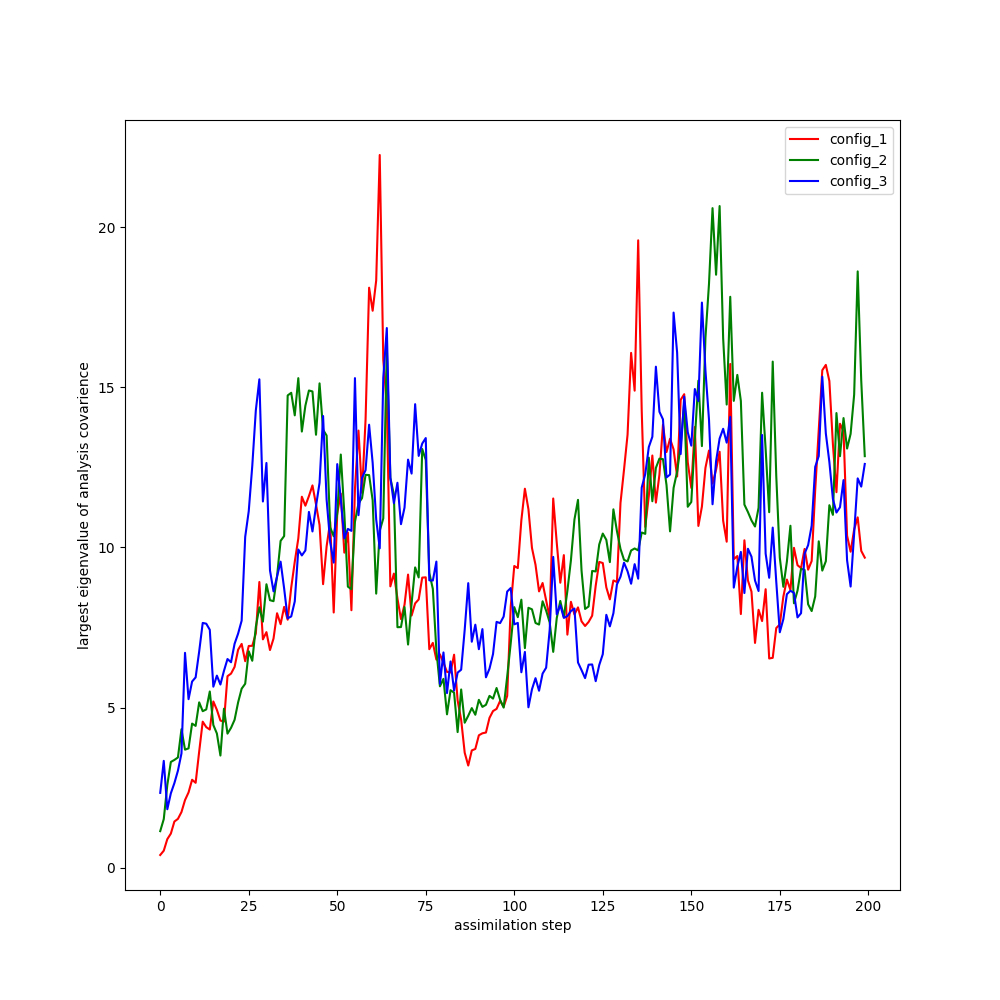 config_1
config_2
config_3
largest eigenvalue of analysis covarience
20
15
10
5
0
0 25 50 75 100 125 150 175 200
assimilation step